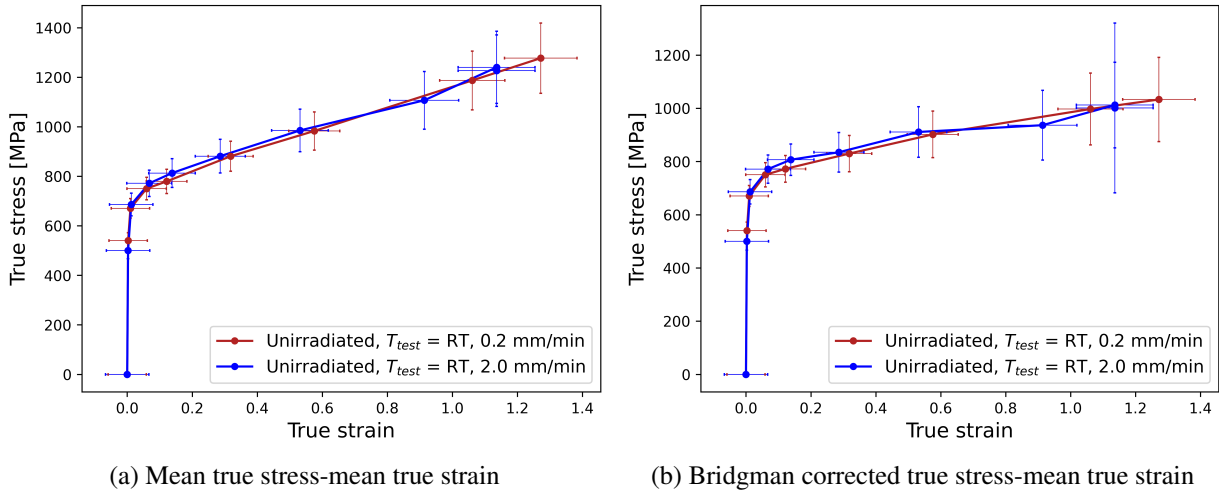 True stress [MPa]
1400
1200
1000
800
600
400
200
0
0.0 0.2 0.4 0.6 0.8 1.0 1.2 1.4
True strain
Unirradiated, T_test = RT, 0.2 mm/min
Unirradiated, T_test = RT, 2.0 mm/min
(a) Mean true stress-mean true strain
True stress [MPa]
1200
1000
800
600
400
200
0
0.0 0.2 0.4 0.6 0.8 1.0 1.2 1.4
True strain
Unirradiated, T_test = RT, 0.2 mm/min
Unirradiated, T_test = RT, 2.0 mm/min
(b) Bridgman corrected true stress-mean true strain